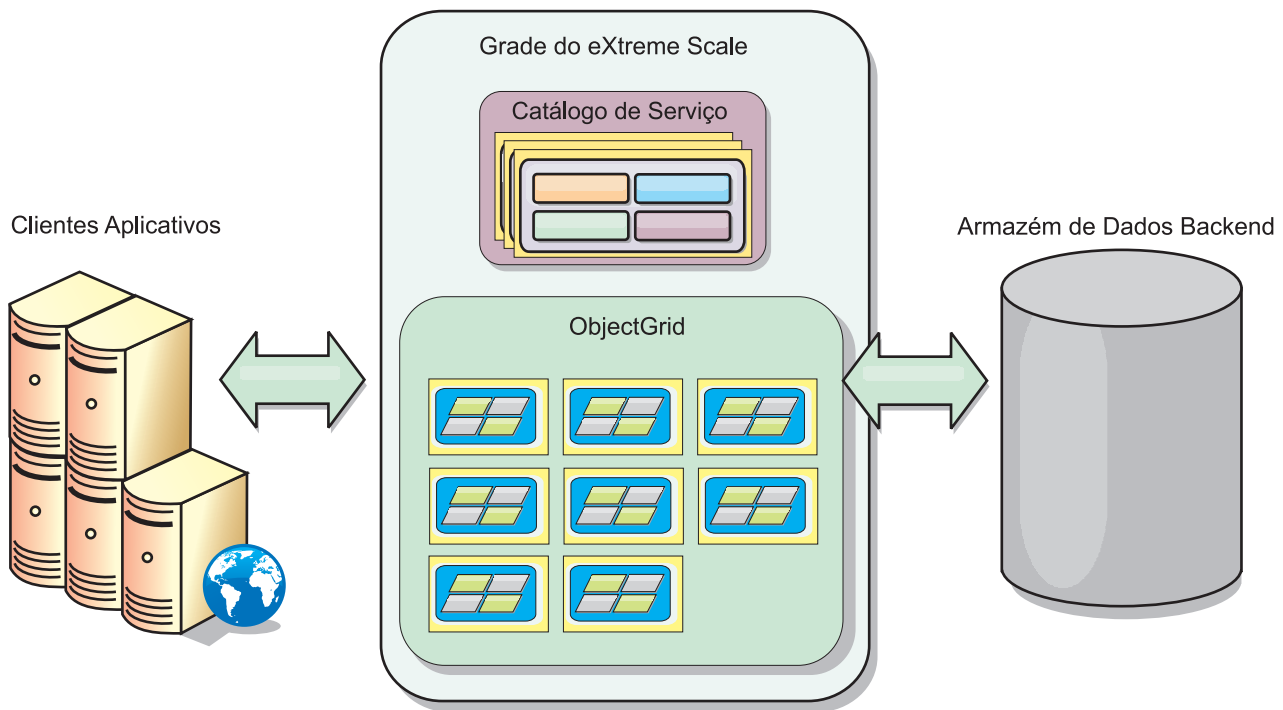 Grade do eXtreme Scale
Catálogo de Serviço
Clientes Aplicativos
Armazém de Dados Backend
ObjectGrid